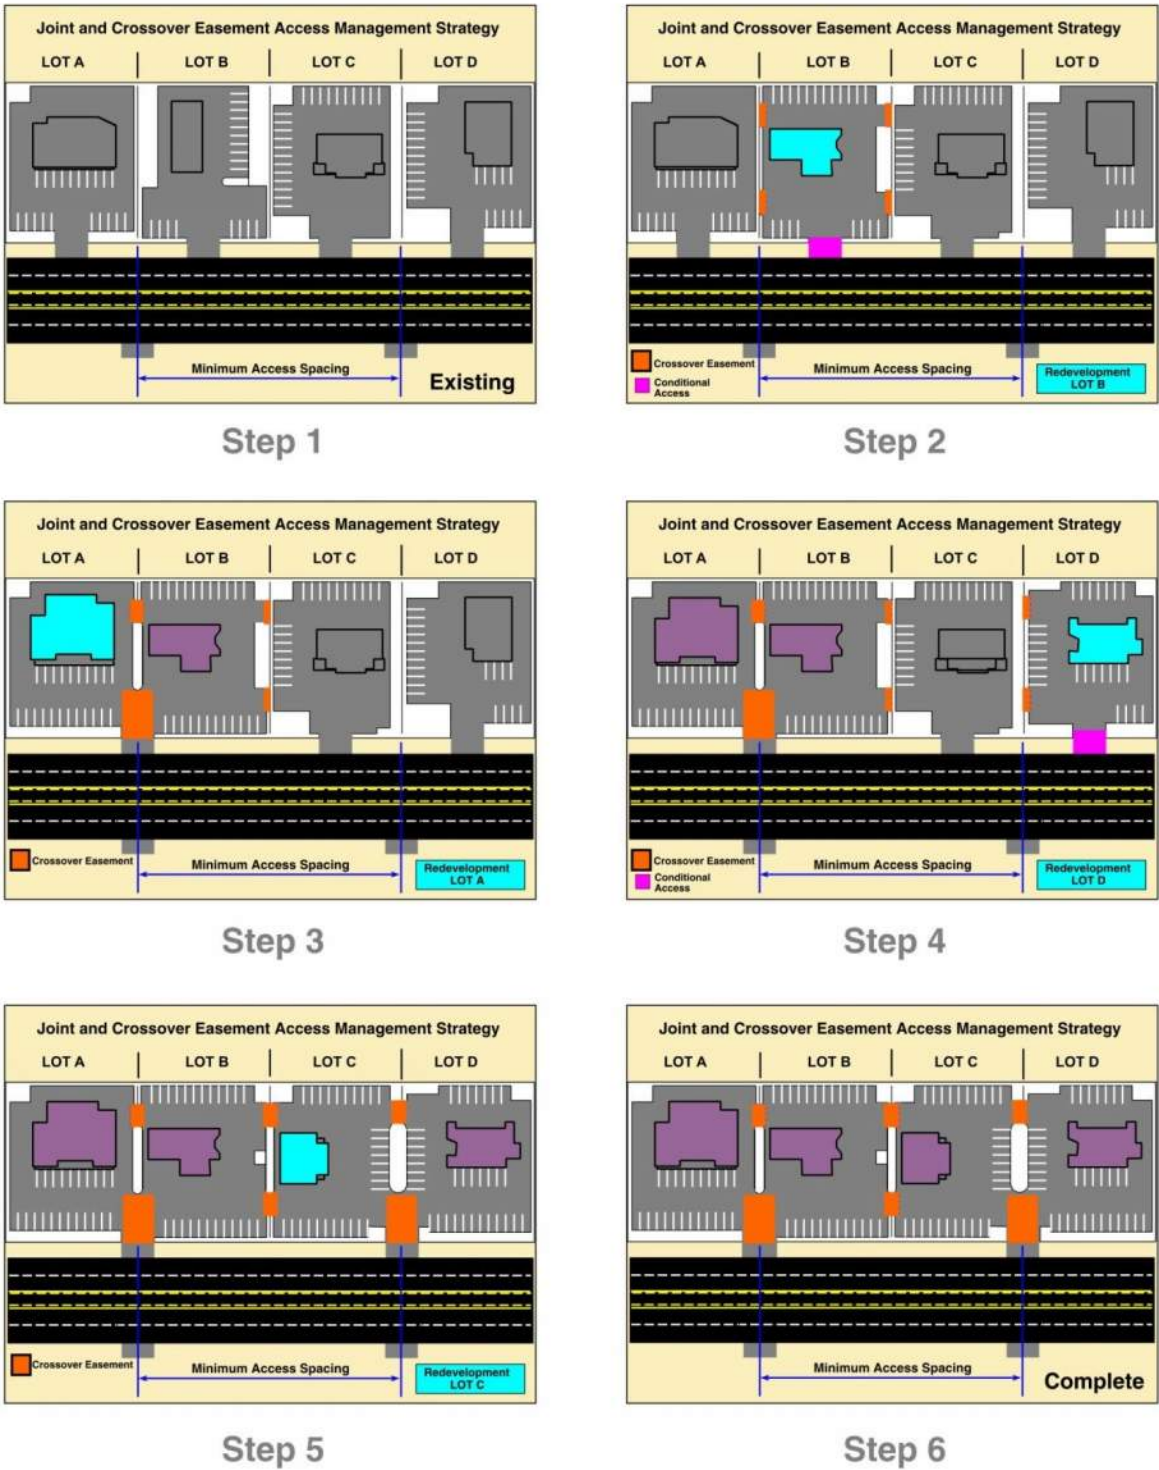 Joint and Crossover Easement Access Management Strategy
LOT A LOT B LOT C LOT D
Minimum Access Spacing
Existing
Step 1
Joint and Crossover Easement Access Management Strategy
LOT A LOT B LOT C LOT D
Crossover Easement
Conditional
Access
Minimum Access Spacing
Redevelopment
LOT B
Step 2
Joint and Crossover Easement Access Management Strategy
LOT A LOT B LOT C LOT D
Crossover Easement
Minimum Access Spacing
Redevelopment
LOT A
Step 3
Joint and Crossover Easement Access Management Strategy
LOT A LOT B LOT C LOT D
Crossover Easement
Conditional
Access
Minimum Access Spacing
Redevelopment
LOT D
Step 4
Joint and Crossover Easement Access Management Strategy
LOT A LOT B LOT C LOT D
Crossover Easement
Minimum Access Spacing
Redevelopment
LOT C
Step 5
Joint and Crossover Easement Access Management Strategy
LOT A LOT B LOT C LOT D
Minimum Access Spacing
Complete
Step 6